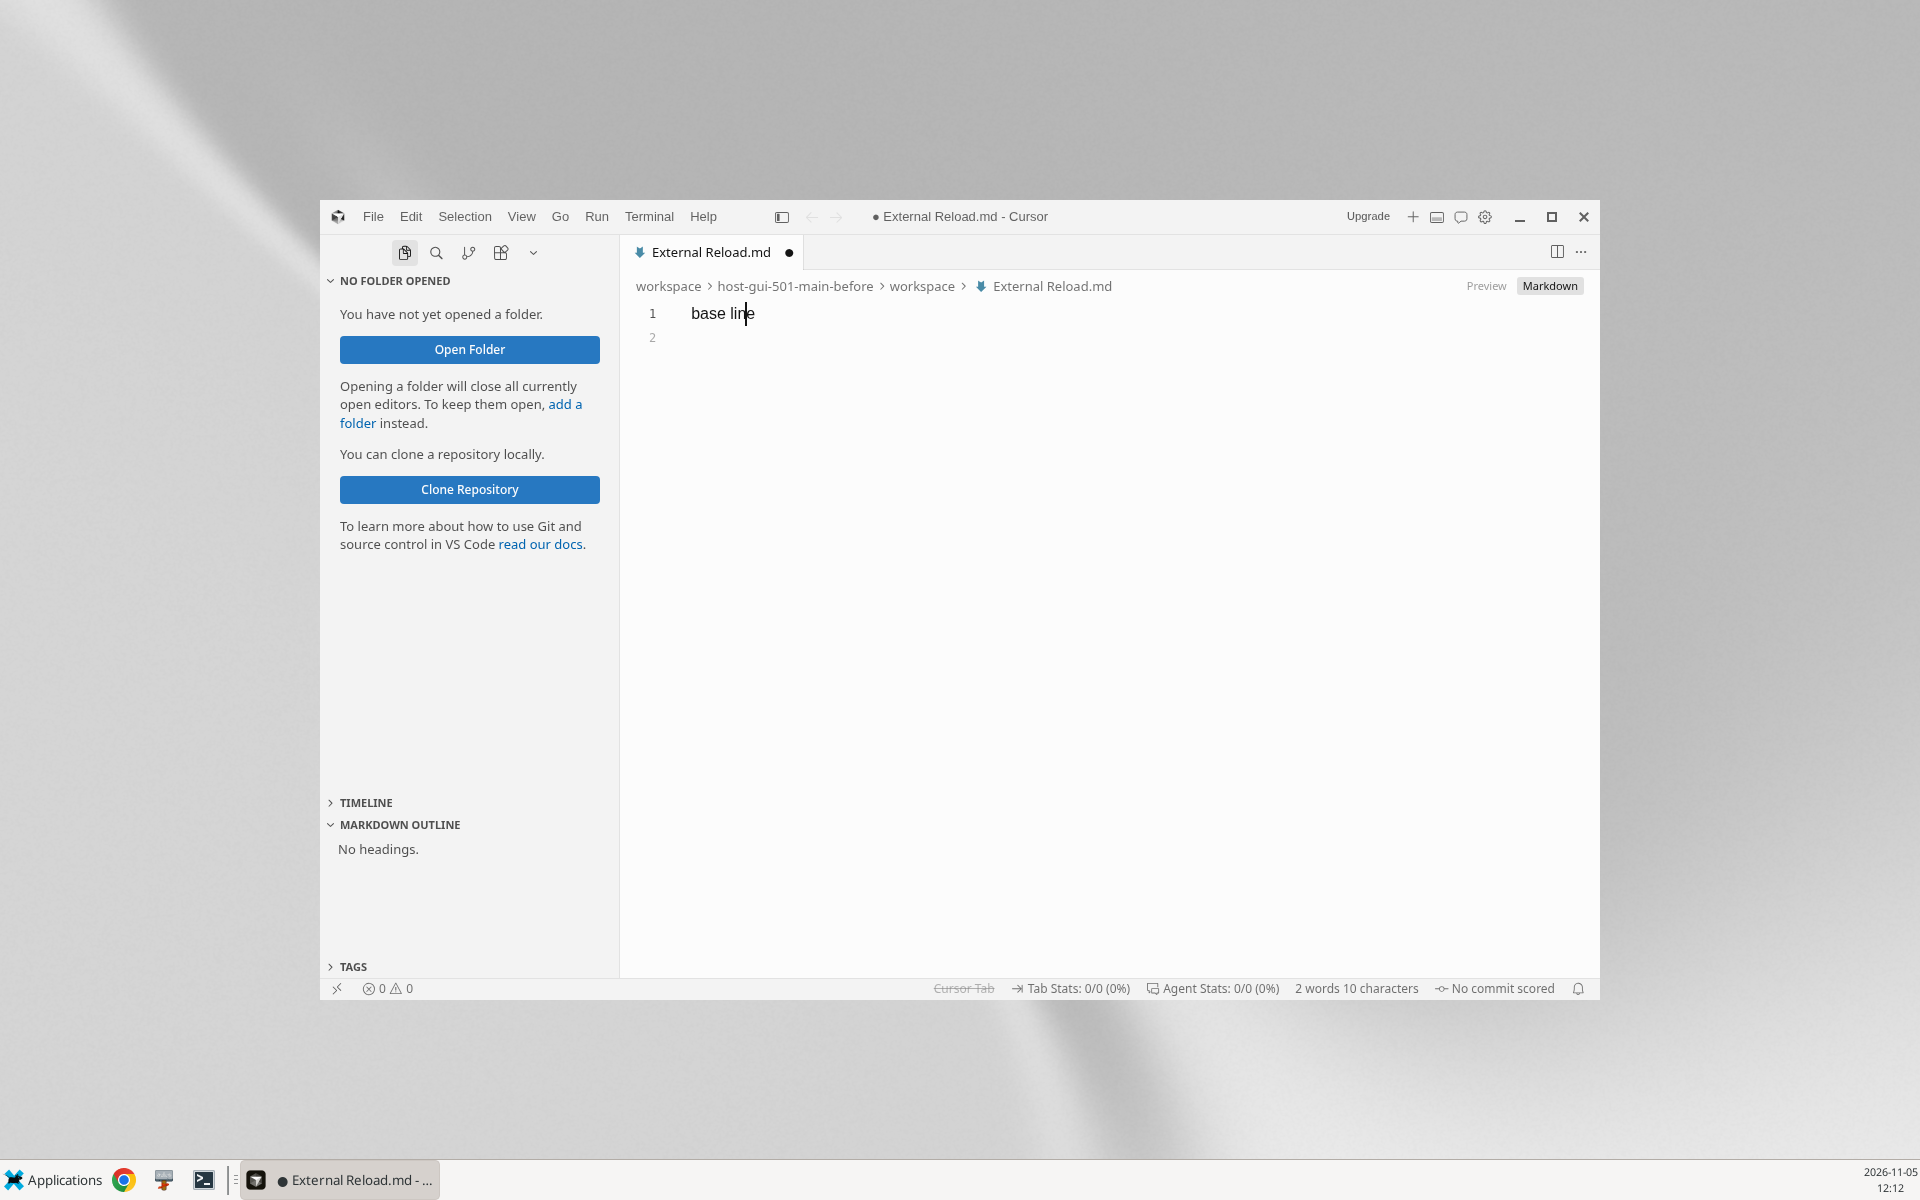 File Edit Selection View Go Run Terminal Help
● External Reload.md - Cursor
Upgrade
External Reload.md ●
NO FOLDER OPENED
You have not yet opened a folder.
Open Folder
Opening a folder will close all currently
open editors. To keep them open, add a
folder instead.
You can clone a repository locally.
Clone Repository
To learn more about how to use Git and
source control in VS Code read our docs.
TIMELINE
MARKDOWN OUTLINE
No headings.
TAGS
workspace > host-gui-501-main-before > workspace > External Reload.md
Preview Markdown
1 base line
2
0 0
Cursor Tab Tab Stats: 0/0 (0%) Agent Stats: 0/0 (0%) 2 words 10 characters No commit scored
Applications
● External Reload.md - ...
2026-11-05
12:12